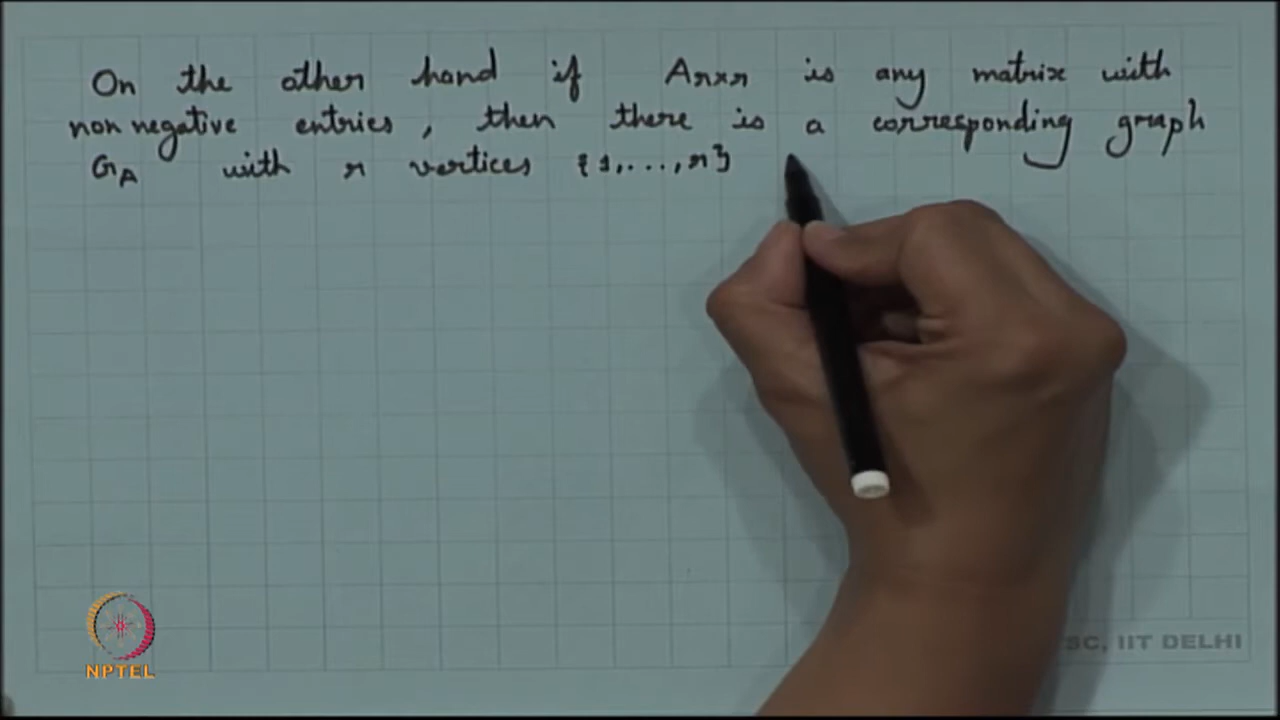 On the other hand if Arxr is any matrix with
non negative entries, then there is a corresponding graph
GA with r vertices {1,...,r}
NPTEL
SC, IIT DELHI